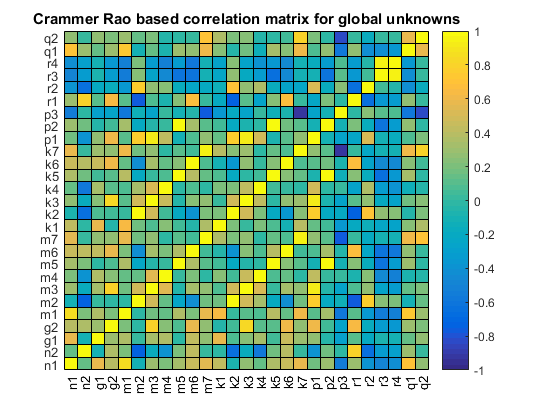 Crammer Rao based correlation matrix for global unknowns
q2
q1
r4
r3
r2
r1
p3
p2
p1
k7
k6
k5
k4
k3
k2
k1
m7
m6
m5
m4
m3
m2
m1
g2
g1
n2
n1
n1 n2 g1 g2 m1 m2 m3 m4 m5 m6 m7 k1 k2 k3 k4 k5 k6 k7 p1 p2 p3 r1 r2 r3 r4 q1 q2
1
0.8
0.6
0.4
0.2
0
-0.2
-0.4
-0.6
-0.8
-1